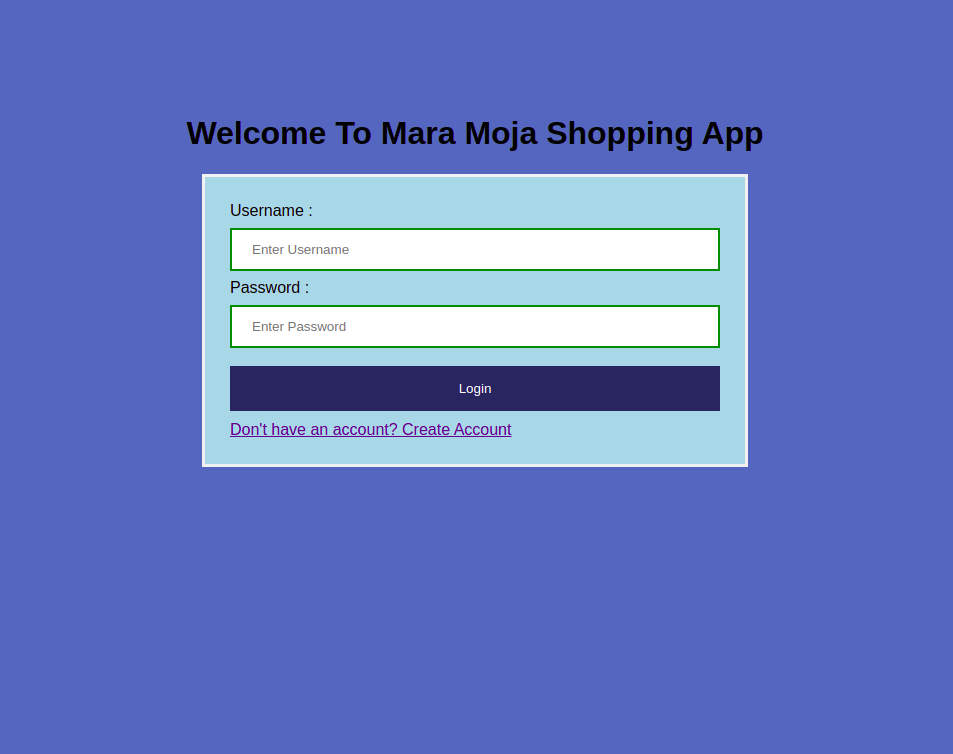 Welcome To Mara Moja Shopping App
Username :
Enter Username
Password :
Enter Password
Login
Don't have an account? Create Account